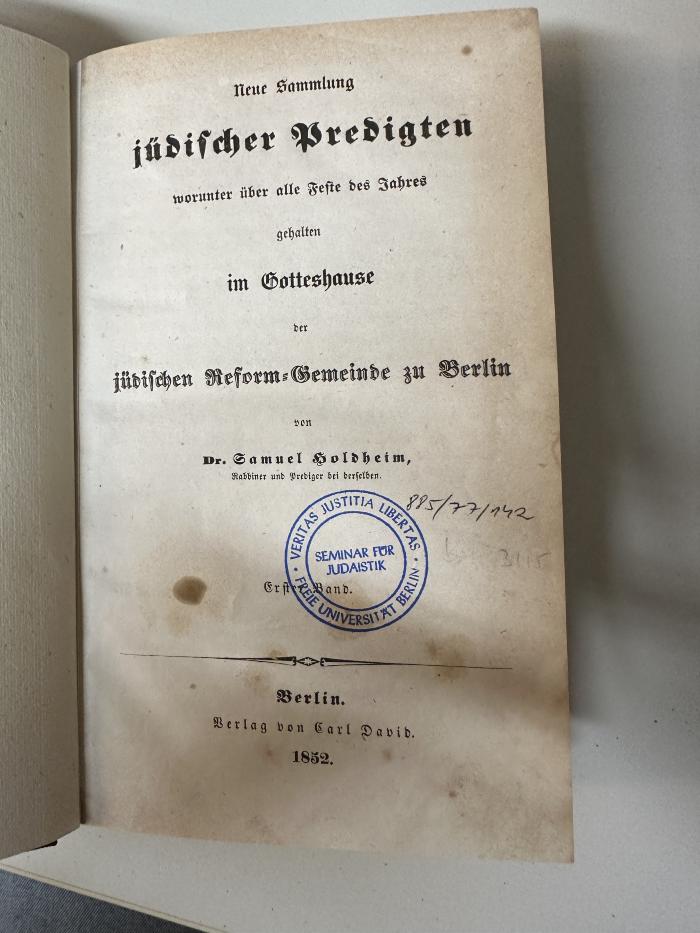 Neue Sammlung
jüdischer Predigten
worunter über alle Feste des Jahres
gehalten
im Gotteshause
der
jüdischen Reform-Gemeinde zu Berlin
von
Dr. Samuel Holdheim,
Rabbiner und Prediger bei derselben.
885/77/142
VERITAS JUSTITIA LIBERTAS
SEMINAR FÜR
JUDAISTIK
FREIE UNIVERSITÄT BERLIN
Erster Band.
Berlin.
Verlag von Carl David.
1852.